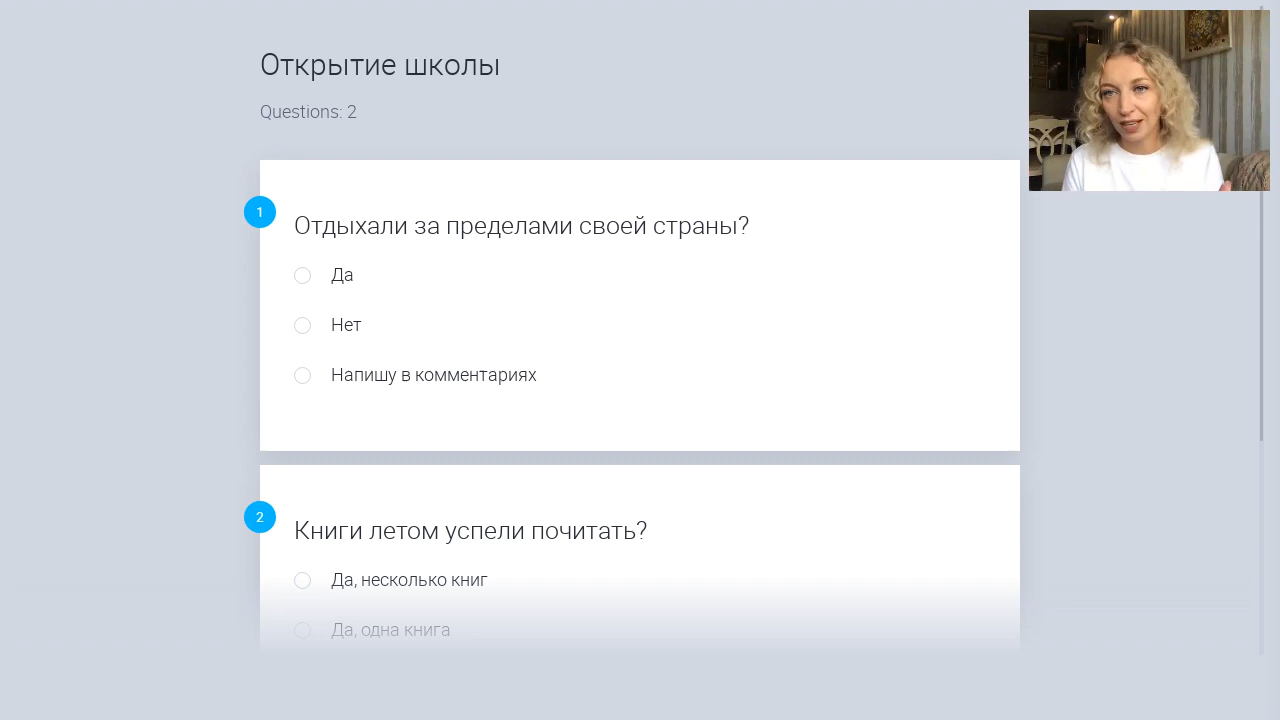 Открытие школы
Questions: 2
1
Отдыхали за пределами своей страны?
Да
Нет
Напишу в комментариях
2
Книги летом успели почитать?
Да, несколько книг
Да, одна книга